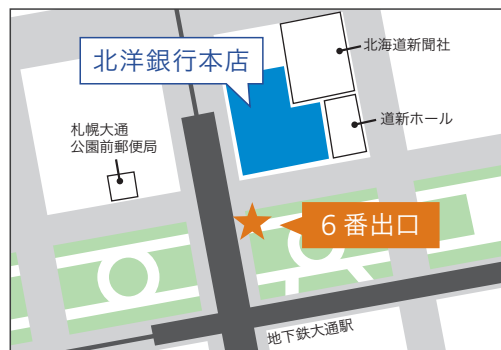 北洋銀行本店
北海道新聞社
道新ホール
札幌大通
公園前郵便局
6番出口
地下鉄大通駅